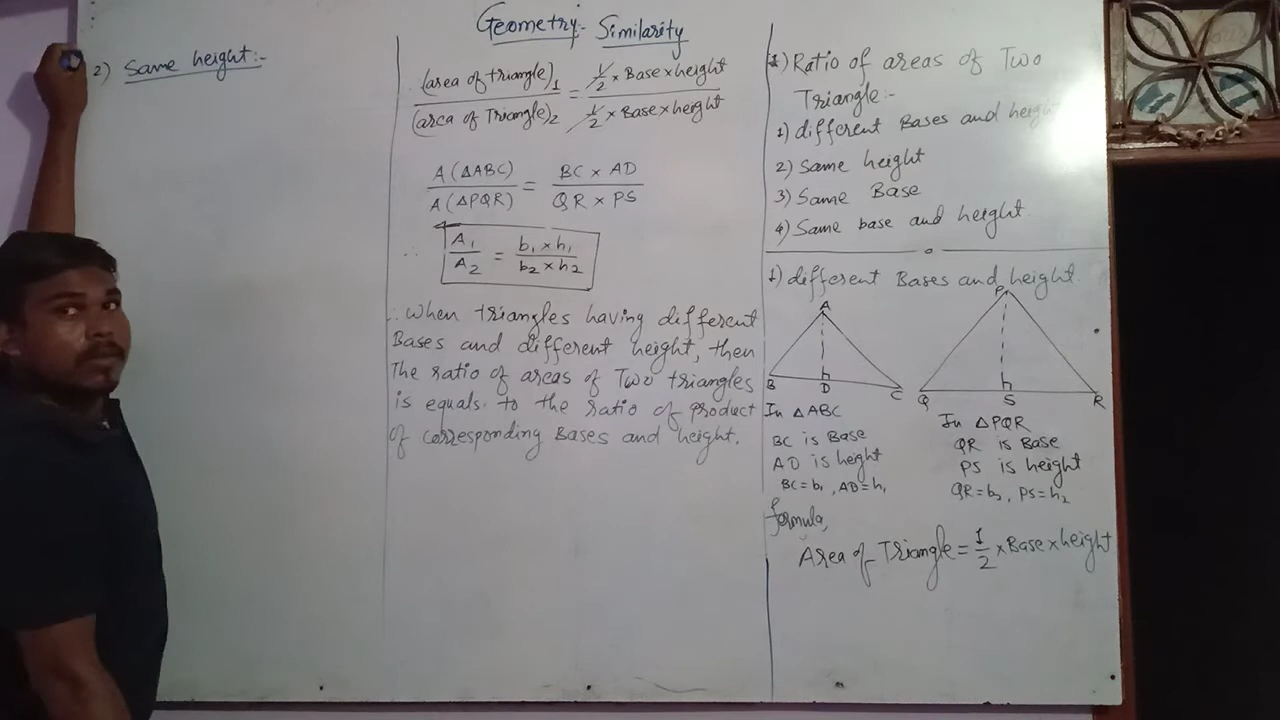 Geometry:- Similarity
2) Same height:-
(area of triangle)1 / (area of Triangle)2 = 1/2 × Base × height / 1/2 × Base × height
A(ΔABC) / A(ΔPQR) = BC × AD / QR × PS
∴ A1 / A2 = b1 × h1 / b2 × h2
∴ When triangles having different
Bases and different height, then
The ratio of areas of Two triangles
is equals to the ratio of product
of corresponding Bases and height.
1) Ratio of areas of Two
Triangle:-
1) different Bases and height
2) Same height
3) Same Base
4) Same base and height.
1) different Bases and height.
A
B
D
C
P
Q
S
R
In ΔABC
BC is Base
AD is height
BC = b1, AD = h1
In ΔPQR
QR is Base
PS is height
QR = b2, PS = h2
formula,
Area of Triangle = 1/2 × Base × height